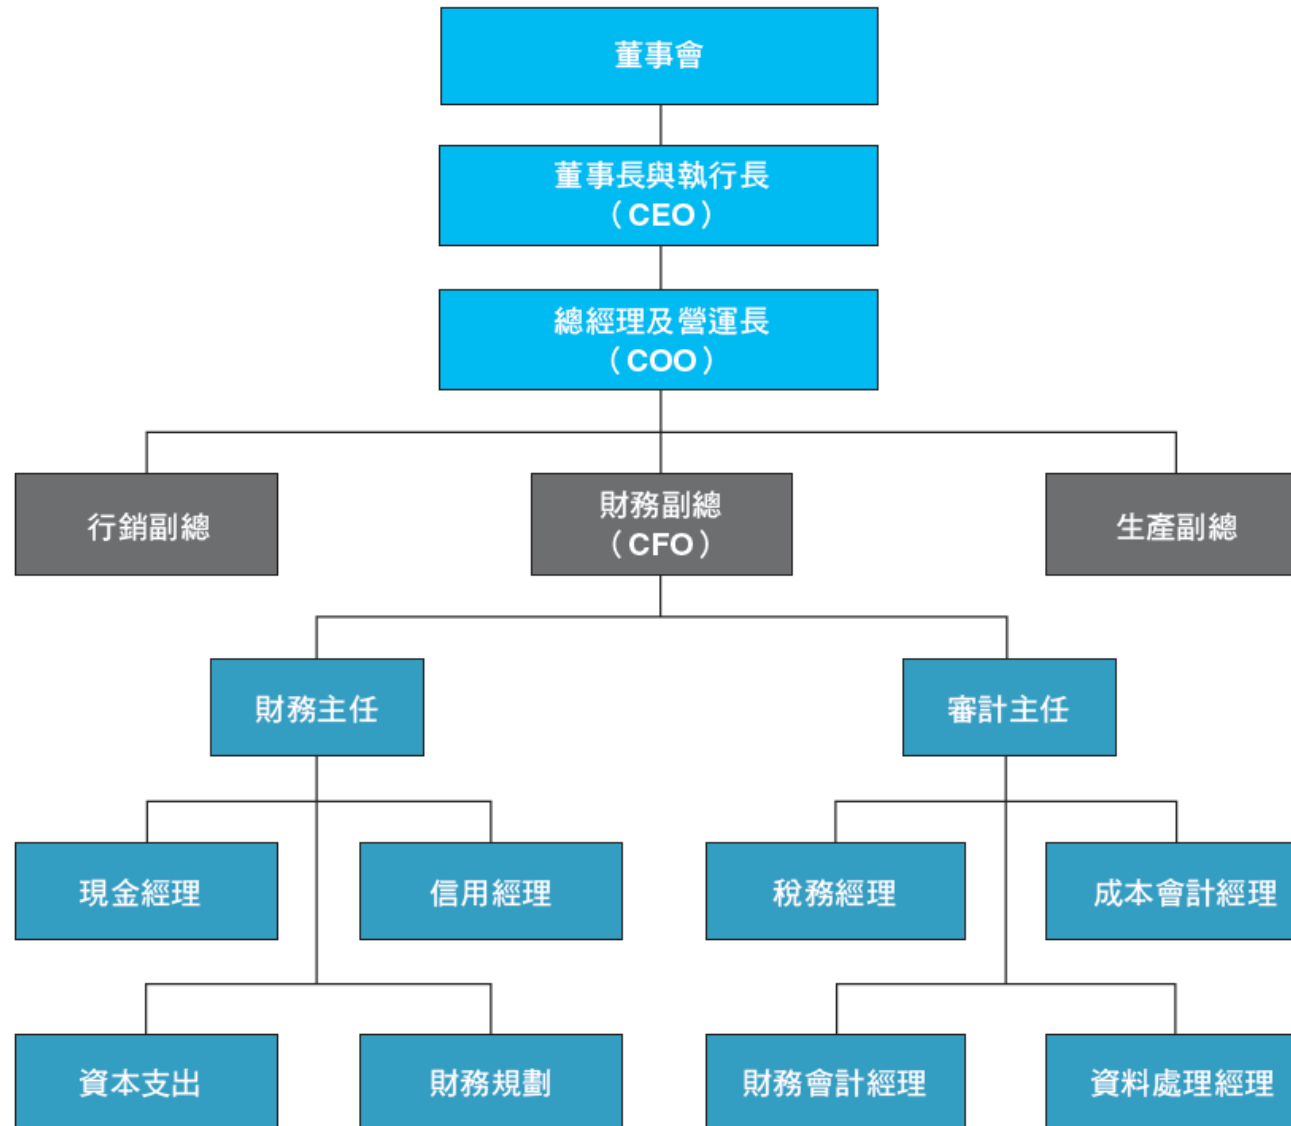 董事會
董事長與執行長
（CEO）
總經理及營運長
（COO）
行銷副總
財務副總
（CFO）
生產副總
財務主任
審計主任
現金經理
信用經理
稅務經理
成本會計經理
資本支出
財務規劃
財務會計經理
資料處理經理